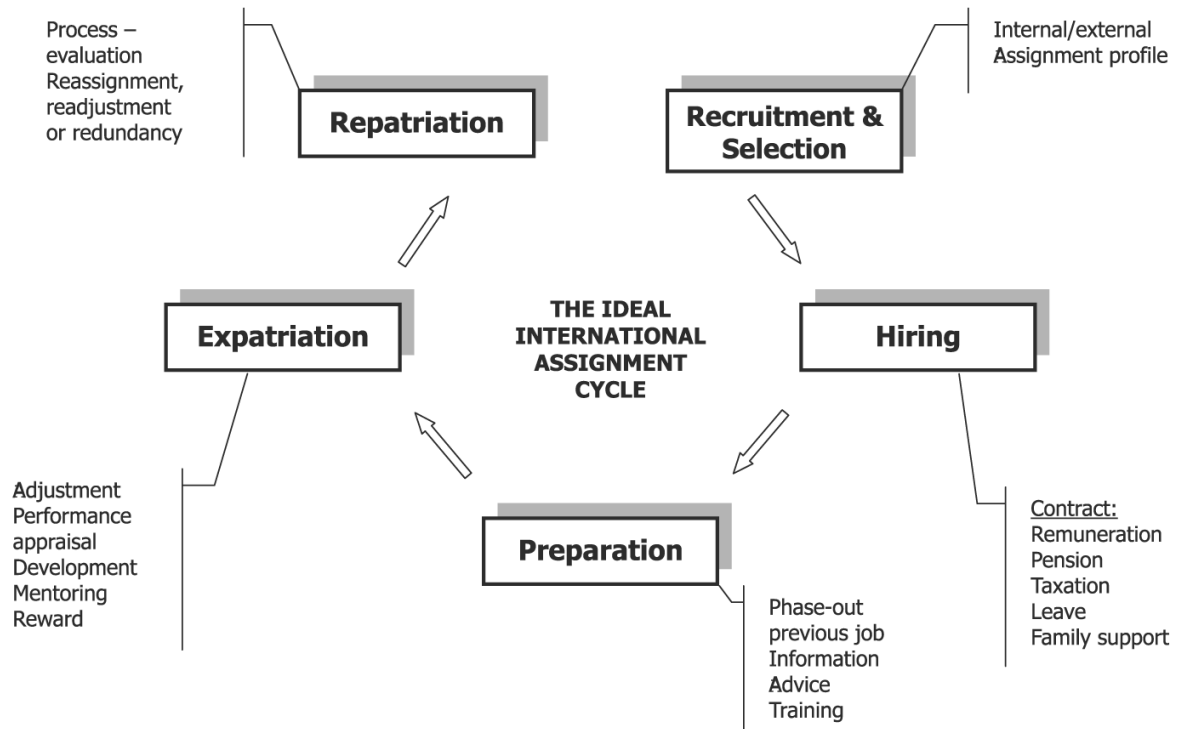 Process –
evaluation
Reassignment,
readjustment
or redundancy
Repatriation
Recruitment &
Selection
Internal/external
Assignment profile
Expatriation
THE IDEAL
INTERNATIONAL
ASSIGNMENT
CYCLE
Hiring
Adjustment
Performance
appraisal
Development
Mentoring
Reward
Preparation
Contract:
Remuneration
Pension
Taxation
Leave
Family support
Phase-out
previous job
Information
Advice
Training